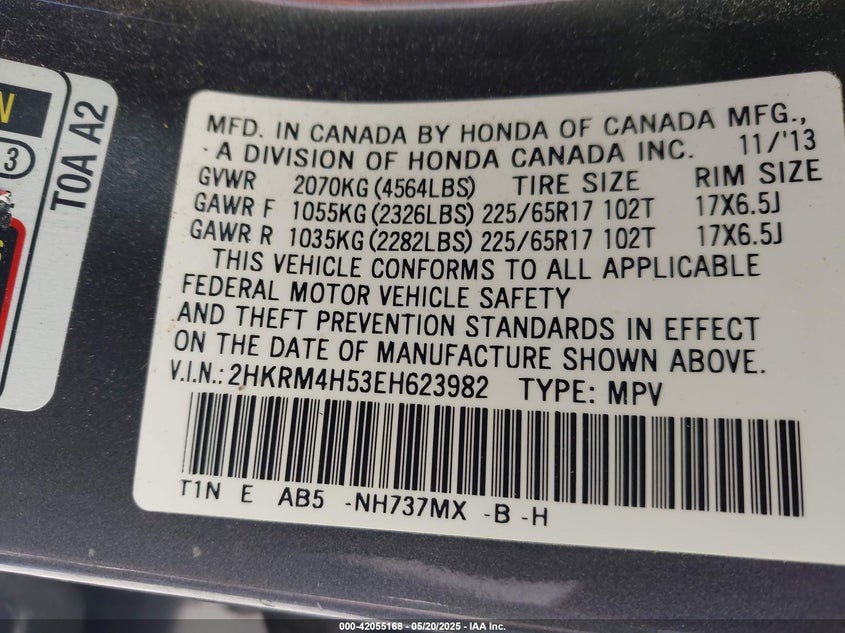 N
3
TOA A2
MFD. IN CANADA BY HONDA OF CANADA MFG.,
A DIVISION OF HONDA CANADA INC. 11/'13
GVWR 2070KG (4564LBS) TIRE SIZE RIM SIZE
GAWR F 1055KG (2326LBS) 225/65R17 102T 17X6.5J
GAWR R 1035KG (2282LBS) 225/65R17 102T 17X6.5J
THIS VEHICLE CONFORMS TO ALL APPLICABLE
FEDERAL MOTOR VEHICLE SAFETY
AND THEFT PREVENTION STANDARDS IN EFFECT
ON THE DATE OF MANUFACTURE SHOWN ABOVE.
V.I.N.: 2HKRM4H53EH623982 TYPE: MPV
T1N E AB5 -NH737MX -B -H
000-42055168 - 05/20/2025 - IAA Inc.